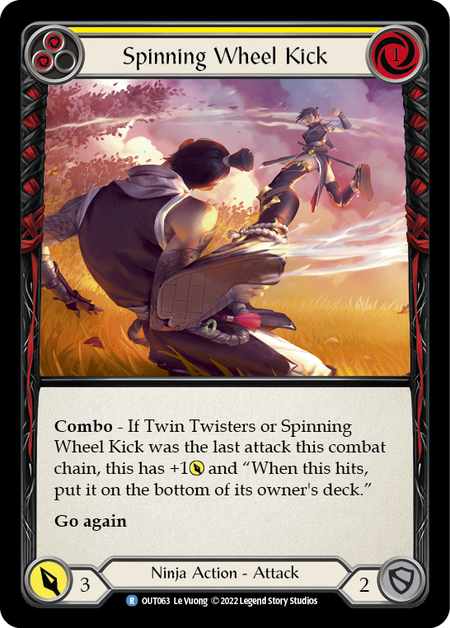 Spinning Wheel Kick
1
Combo - If Twin Twisters or Spinning
Wheel Kick was the last attack this combat
chain, this has +1 and “When this hits,
put it on the bottom of its owner's deck.”
Go again
3
Ninja Action - Attack
2
R OUT063 Le Vuong © 2022 Legend Story Studios